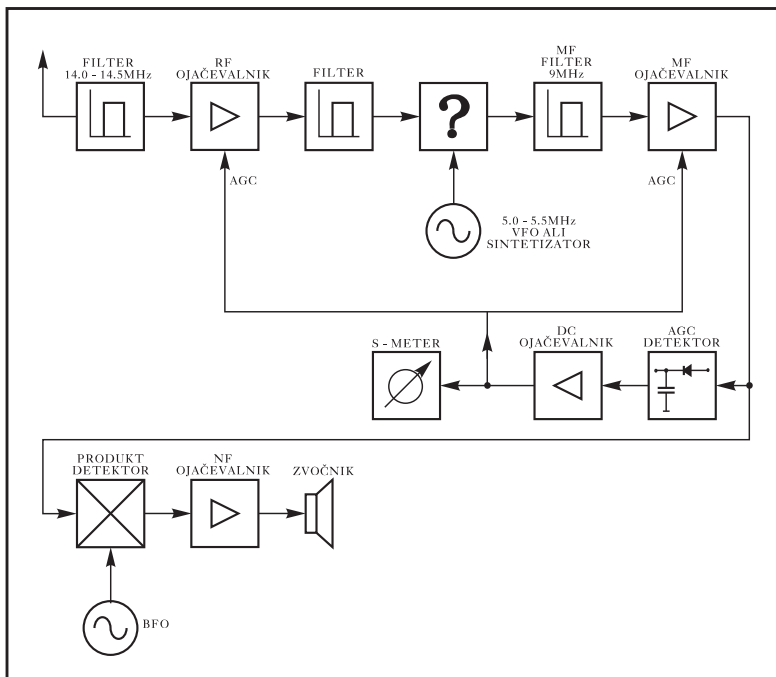 FILTER
14.0 - 14.5MHz
RF
OJAČEVALNIK
FILTER
MF
FILTER
9MHz
MF
OJAČEVALNIK
?
AGC
AGC
5.0 - 5.5MHz
VFO ALI
SINTETIZATOR
S - METER
DC
OJAČEVALNIK
AGC
DETEKTOR
PRODUKT
DETEKTOR
NF
OJAČEVALNIK
ZVOČNIK
BFO